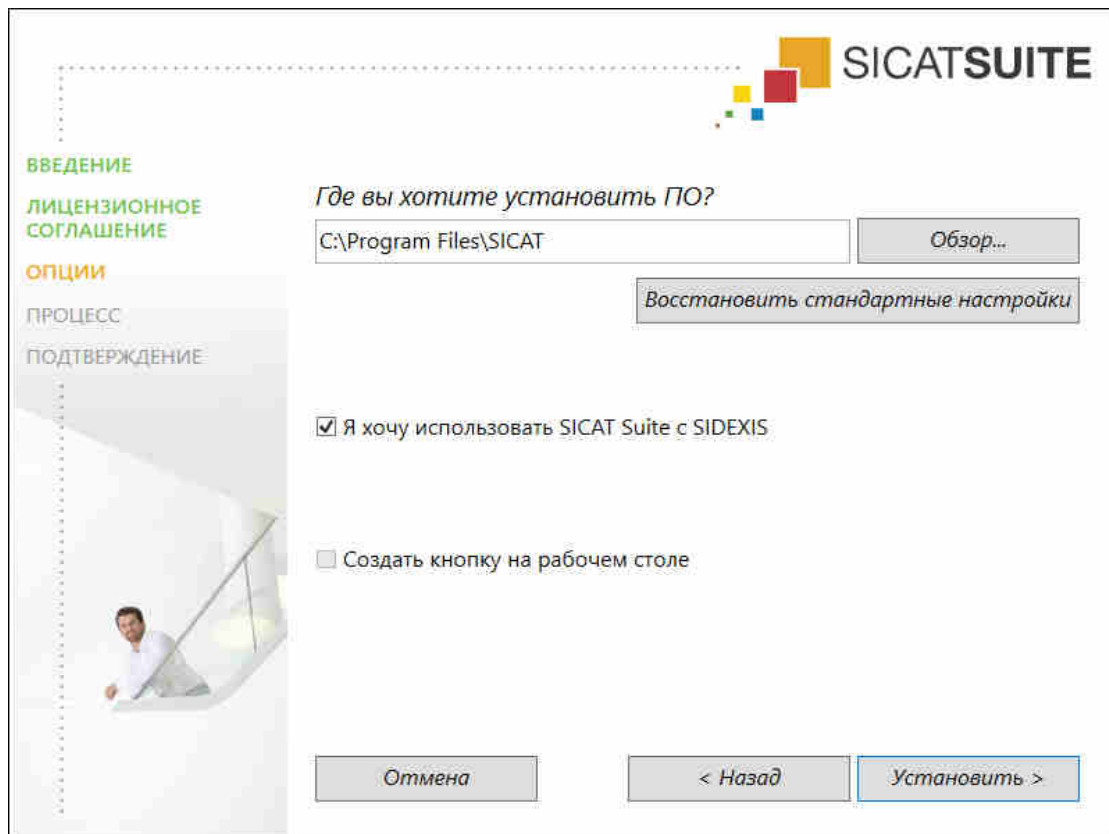 SICATSUITE
ВВЕДЕНИЕ
ЛИЦЕНЗИОННОЕ
СОГЛАШЕНИЕ
ОПЦИИ
ПРОЦЕСС
ПОДТВЕРЖДЕНИЕ
Где вы хотите установить ПО?
C:\Program Files\SICAT
Обзор...
Восстановить стандартные настройки
Я хочу использовать SICAT Suite с SIDEXIS
Создать кнопку на рабочем столе
Отмена
< Назад
Установить >